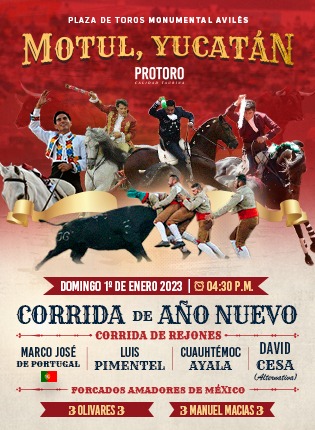 PLAZA DE TOROS MONUMENTAL AVILÉS
MOTUL, YUCATÁN
PROTORO
CALIDAD TAURINA
DOMINGO 1º DE ENERO 2023 | 04:30 P.M.
CORRIDA DE AÑO NUEVO
CORRIDA DE REJONES
MARCO JOSÉ
DE PORTUGAL
LUIS
PIMENTEL
CUAUHTÉMOC
AYALA
DAVID
CESA
(Alternativa)
FORCADOS AMADORES DE MÉXICO
3 OLIVARES 3
3 MANUEL MACIAS 3